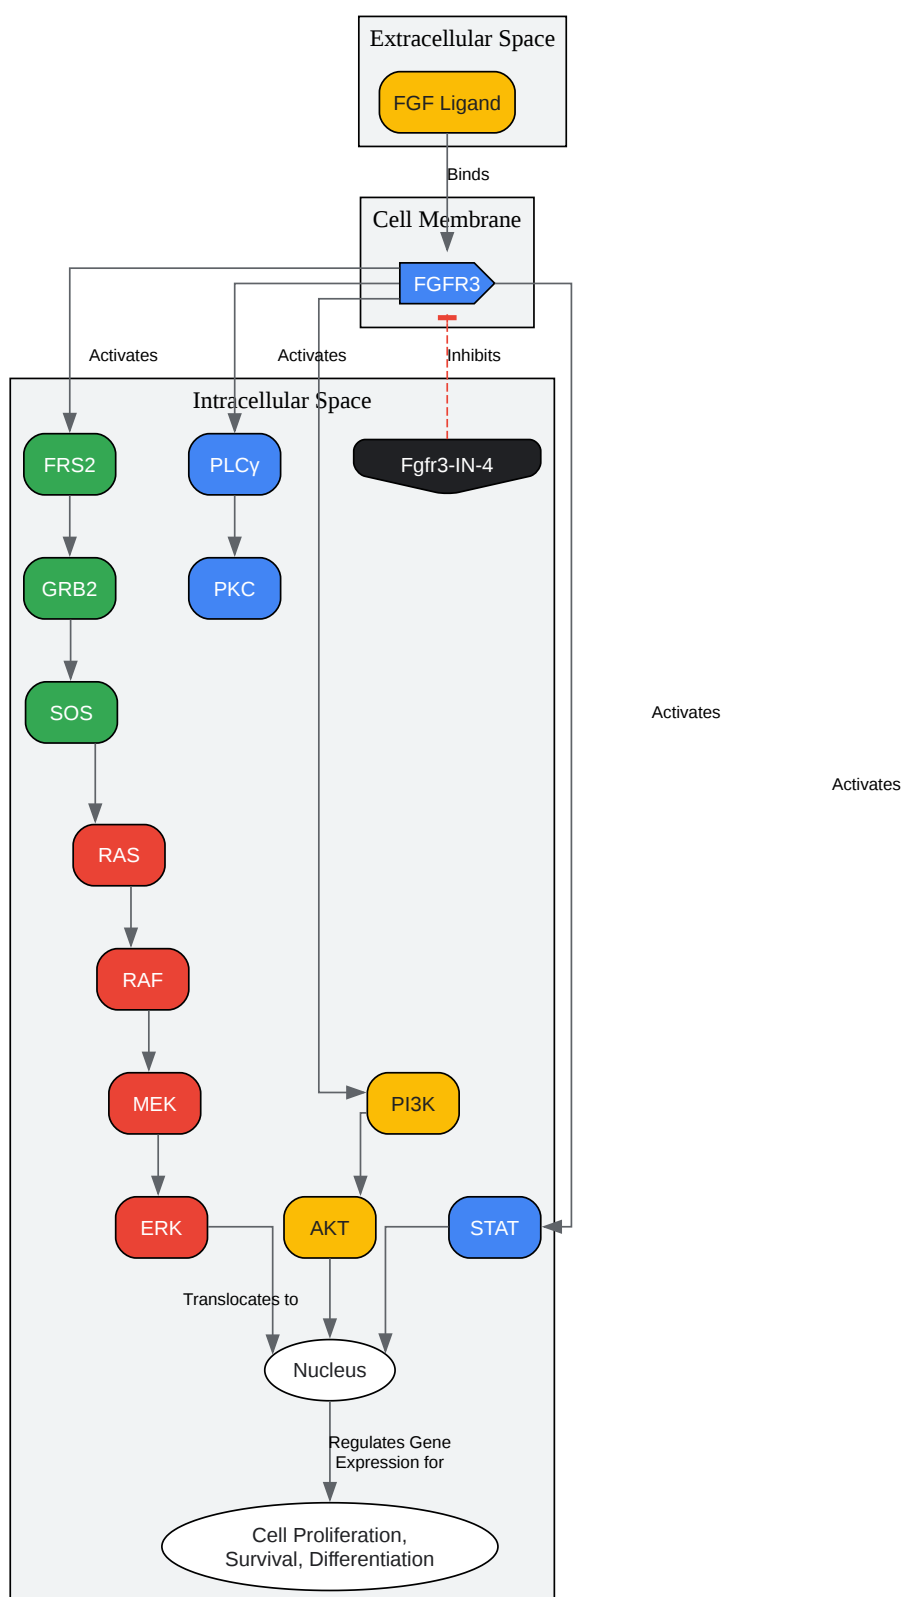 Extracellular Space
FGF Ligand
Binds
Cell Membrane
FGFR3
Activates
Activates
Inhibits
Intracellular Space
FRS2
PLCγ
Fgfr3-IN-4
GRB2
PKC
SOS
Activates
Activates
RAS
RAF
MEK
PI3K
ERK
AKT
STAT
Translocates to
Nucleus
Regulates Gene
Expression for
Cell Proliferation,
Survival, Differentiation